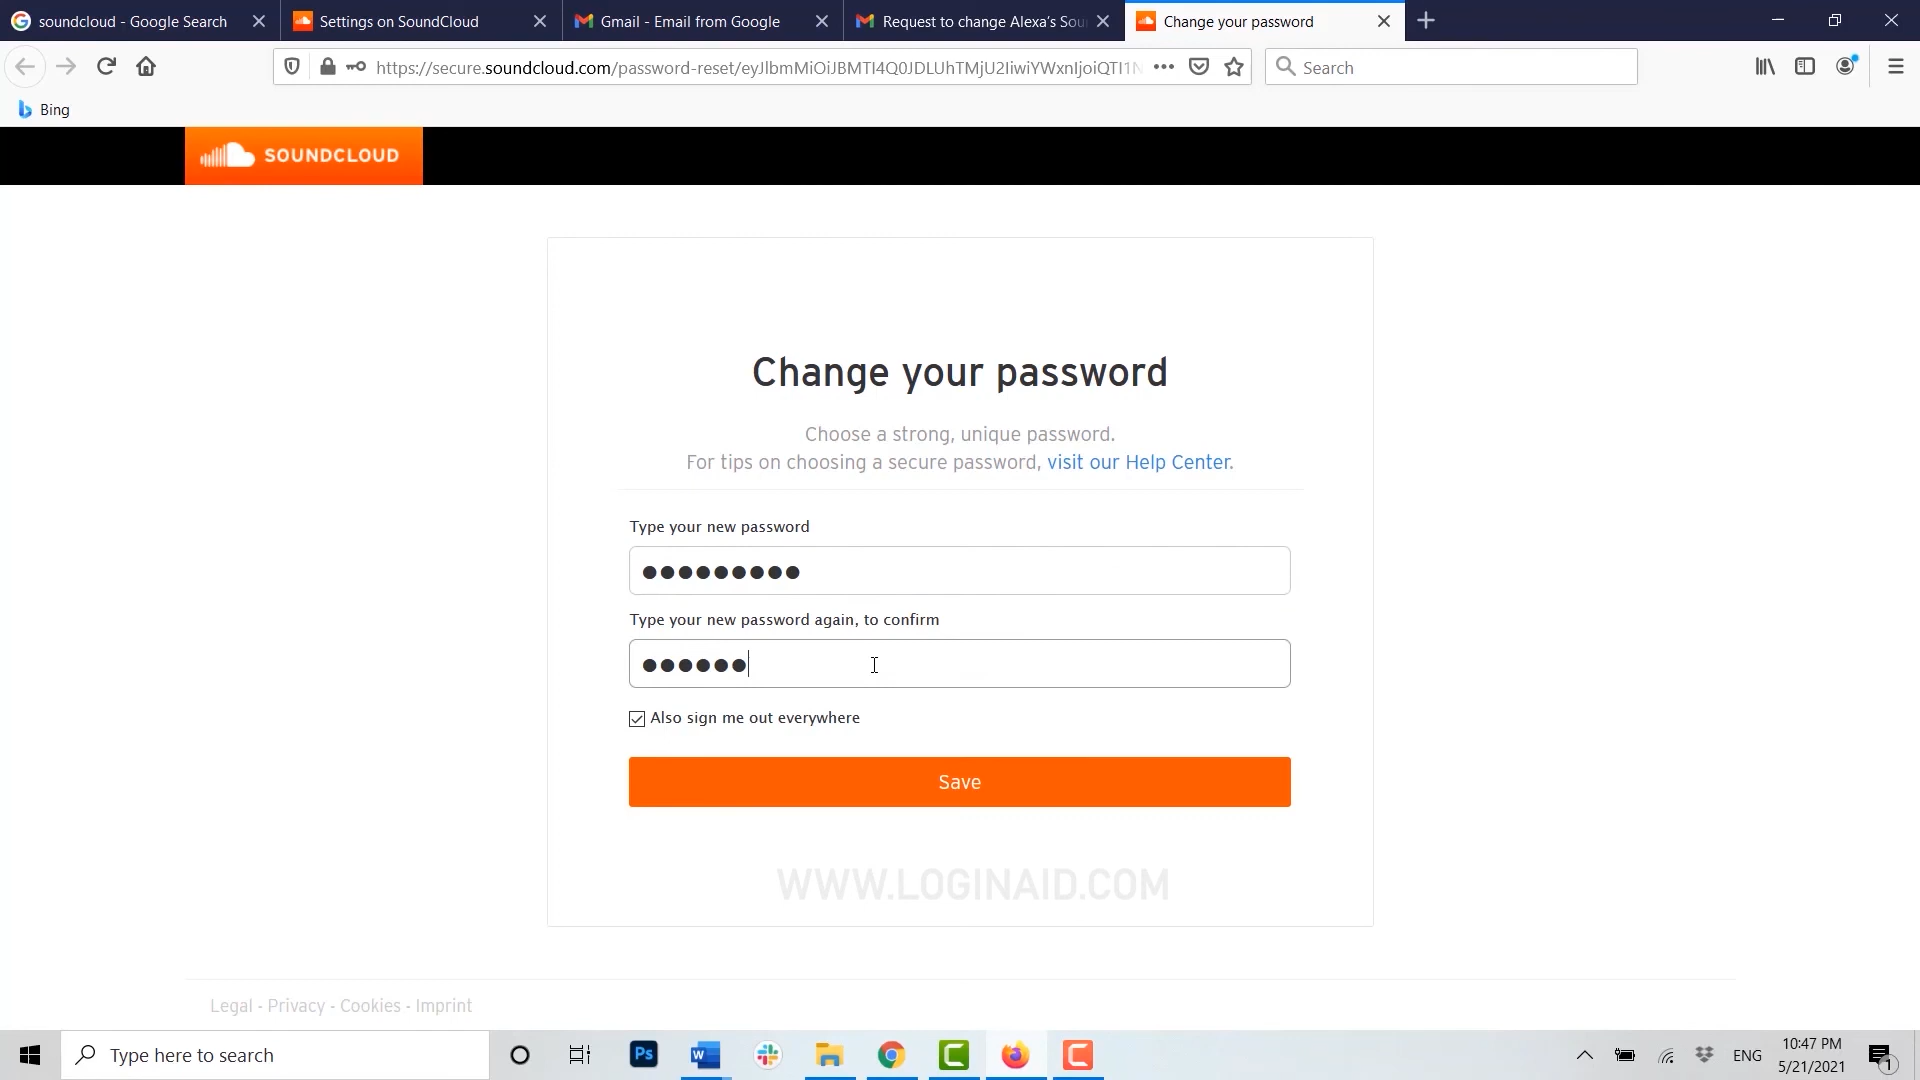 soundcloud - Google Search
Settings on SoundCloud
Gmail - Email from Google
Request to change Alexa's Sou
Change your password
https://secure.soundcloud.com/password-reset/eyJlbmMiOiJBMTI4Q0JDLUhTMjU2IiwiYWxnIjoiQTI1N
Search
Bing
SOUNDCLOUD
Change your password
Choose a strong, unique password.
For tips on choosing a secure password, visit our Help Center.
Type your new password
Type your new password again, to confirm
Also sign me out everywhere
Save
WWW.LOGINAID.COM
Legal - Privacy - Cookies - Imprint
Type here to search
Ps
ENG
10:47 PM
5/21/2021
1